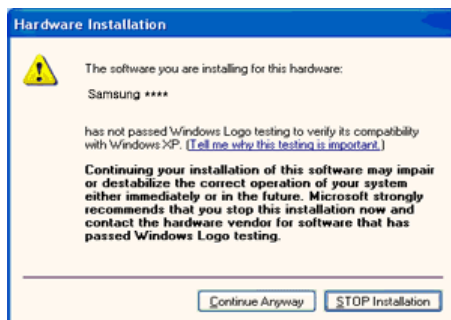 Hardware Installation
The software you are installing for this hardware:
Samsung ****
has not passed Windows Logo testing to verify its compatibility
with Windows XP. (Tell me why this testing is important.)
Continuing your installation of this software may impair
or destabilize the correct operation of your system
either immediately or in the future. Microsoft strongly
recommends that you stop this installation now and
contact the hardware vendor for software that has
passed Windows Logo testing.
Continue Anyway
STOP Installation